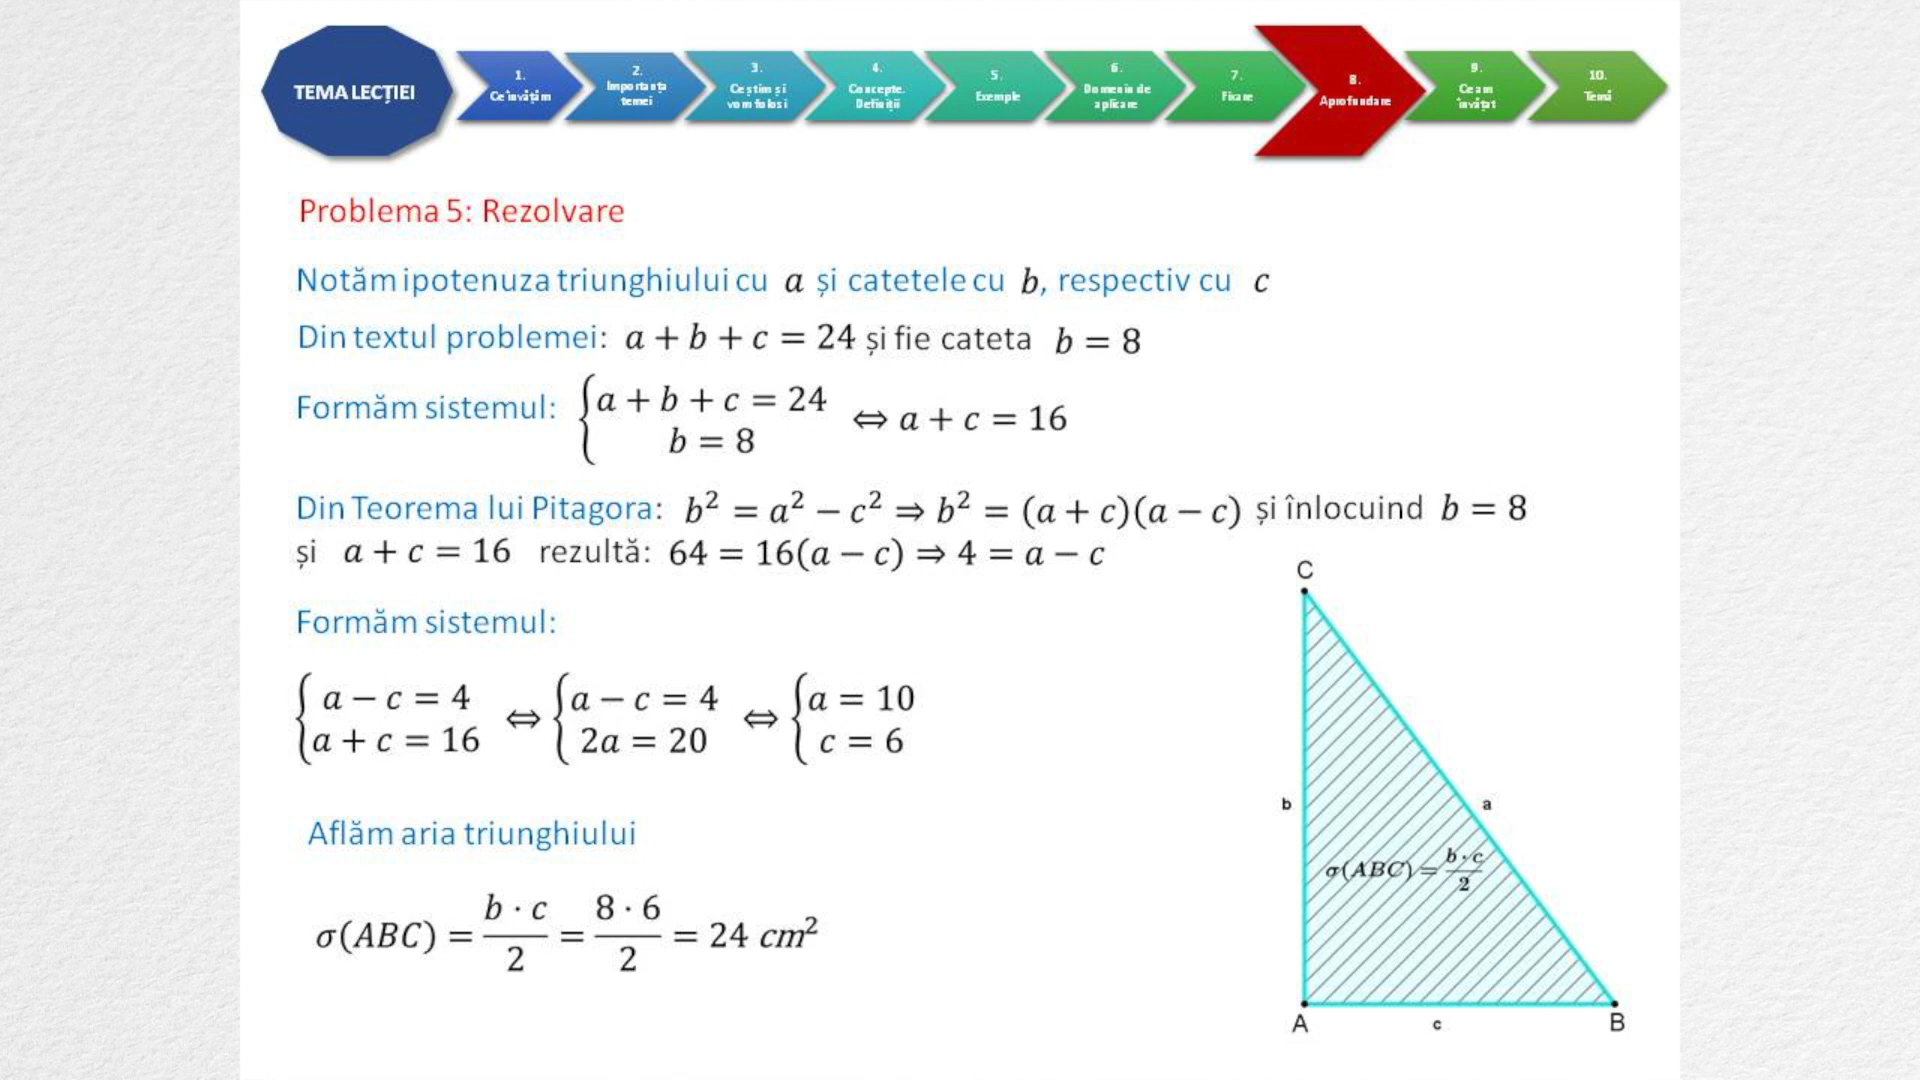 TEMA LECȚIEI
1.
Ce învățăm
2.
Importanța
temei
3.
Ce știm și
vom folosi
4.
Concepte.
Definiții
5.
Exemple
6.
Domenii de
aplicare
7.
Fixare
8.
Aprofundare
9.
Ce am
învățat
10.
Temă
Problema 5: Rezolvare
Notăm ipotenuza triunghiului cu a și catetele cu b, respectiv cu c
Din textul problemei: a + b + c = 24 și fie cateta b = 8
Formăm sistemul: {a + b + c = 24
b = 8 ⇔ a + c = 16
Din Teorema lui Pitagora: b² = a² − c² ⇒ b² = (a + c)(a − c) și înlocuind b = 8
și a + c = 16 rezultă: 64 = 16(a − c) ⇒ 4 = a − c
Formăm sistemul:
{a − c = 4 ⇔ {a − c = 4 ⇔ {a = 10
a + c = 16 2a = 20 c = 6
Aflăm aria triunghiului
σ(ABC) = b · c / 2 = 8 · 6 / 2 = 24 cm²
C
b
a
σ(ABC) = b · c / 2
A
c
B